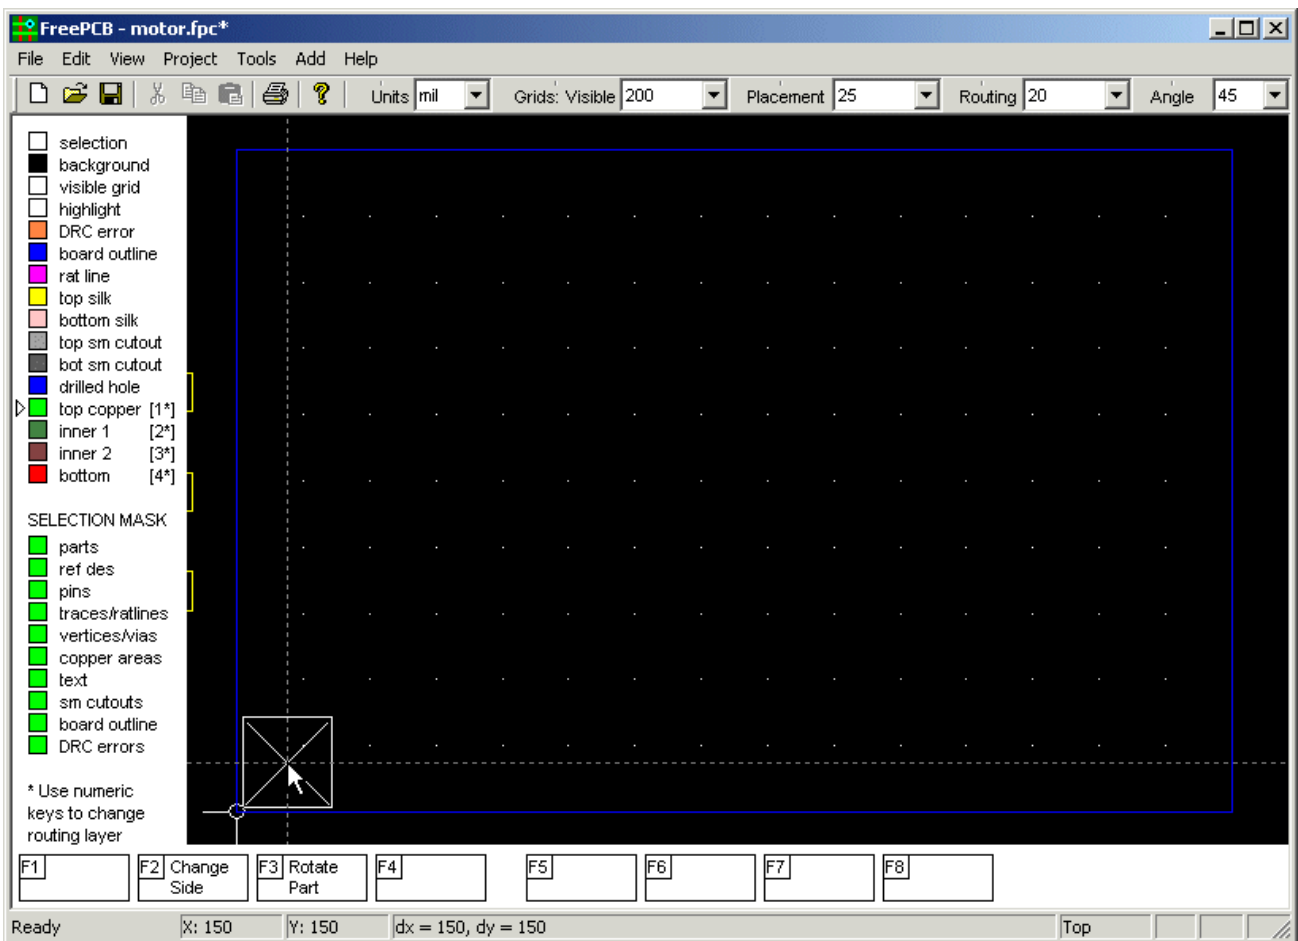 FreePCB - motor.fpc*
File Edit View Project Tools Add Help
Units mil Grids: Visible 200 Placement 25 Routing 20 Angle 45
selection
background
visible grid
highlight
DRC error
board outline
rat line
top silk
bottom silk
top sm cutout
bot sm cutout
drilled hole
top copper [1*]
inner 1 [2*]
inner 2 [3*]
bottom [4*]
SELECTION MASK
parts
ref des
pins
traces/ratlines
vertices/vias
copper areas
text
sm cutouts
board outline
DRC errors
* Use numeric
keys to change
routing layer
F1 F2 Change Side F3 Rotate Part F4 F5 F6 F7 F8
Ready X: 150 Y: 150 dx = 150, dy = 150 Top